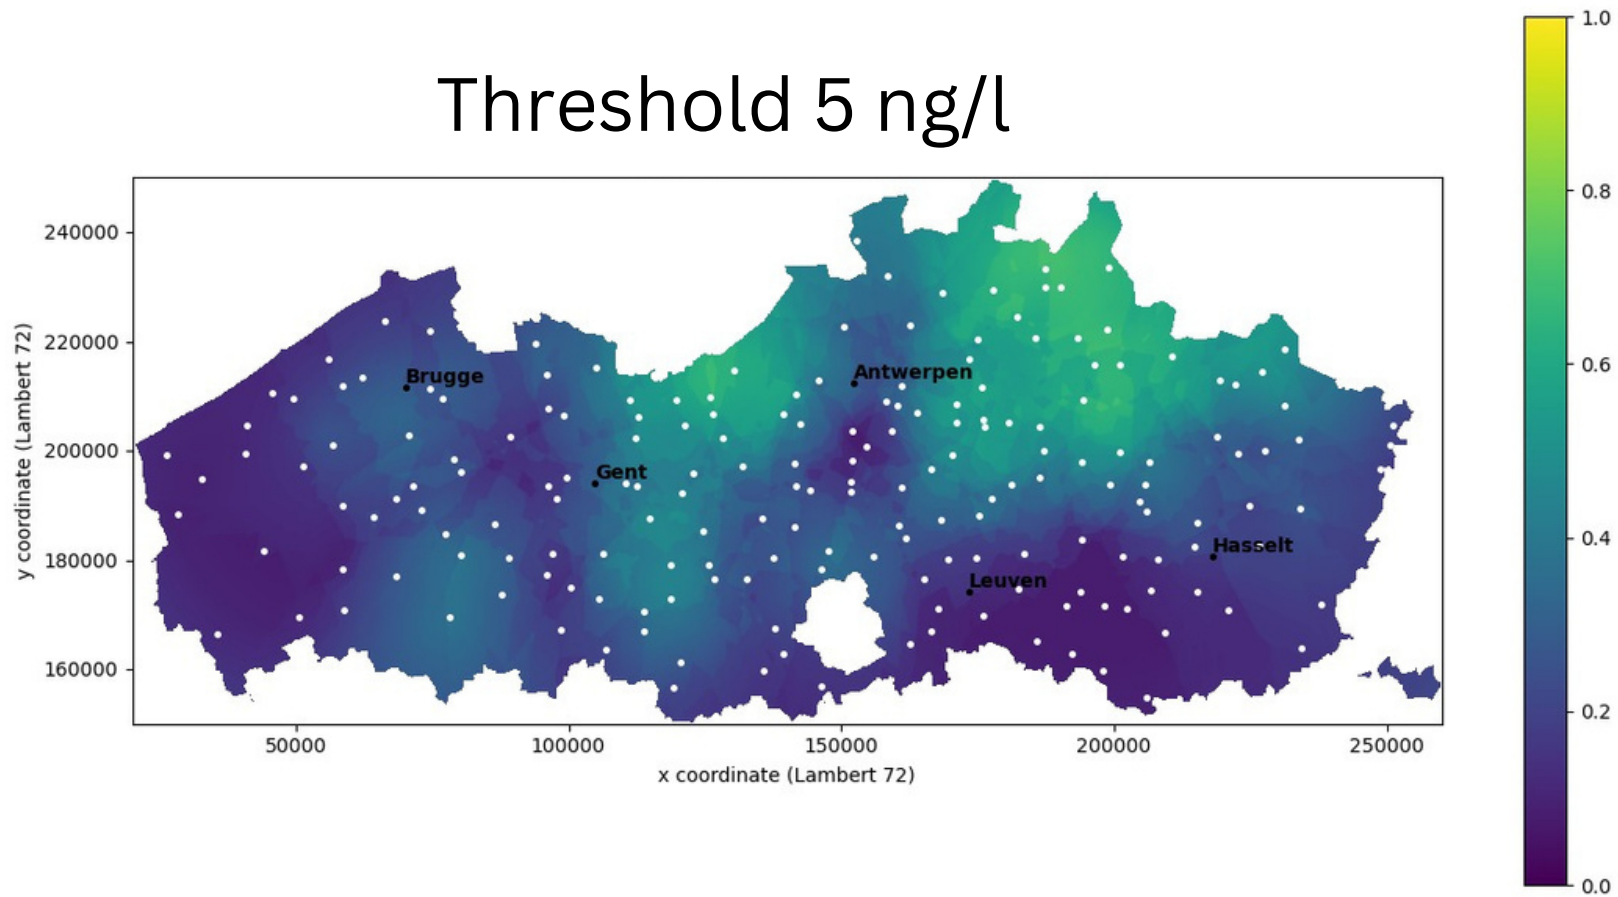 Threshold 5 ng/l
1.0
0.8
0.6
0.4
0.2
0.0
240000
220000
200000
180000
160000
y coordinate (Lambert 72)
Brugge
Antwerpen
Gent
Hasselt
Leuven
50000
100000
150000
200000
250000
x coordinate (Lambert 72)